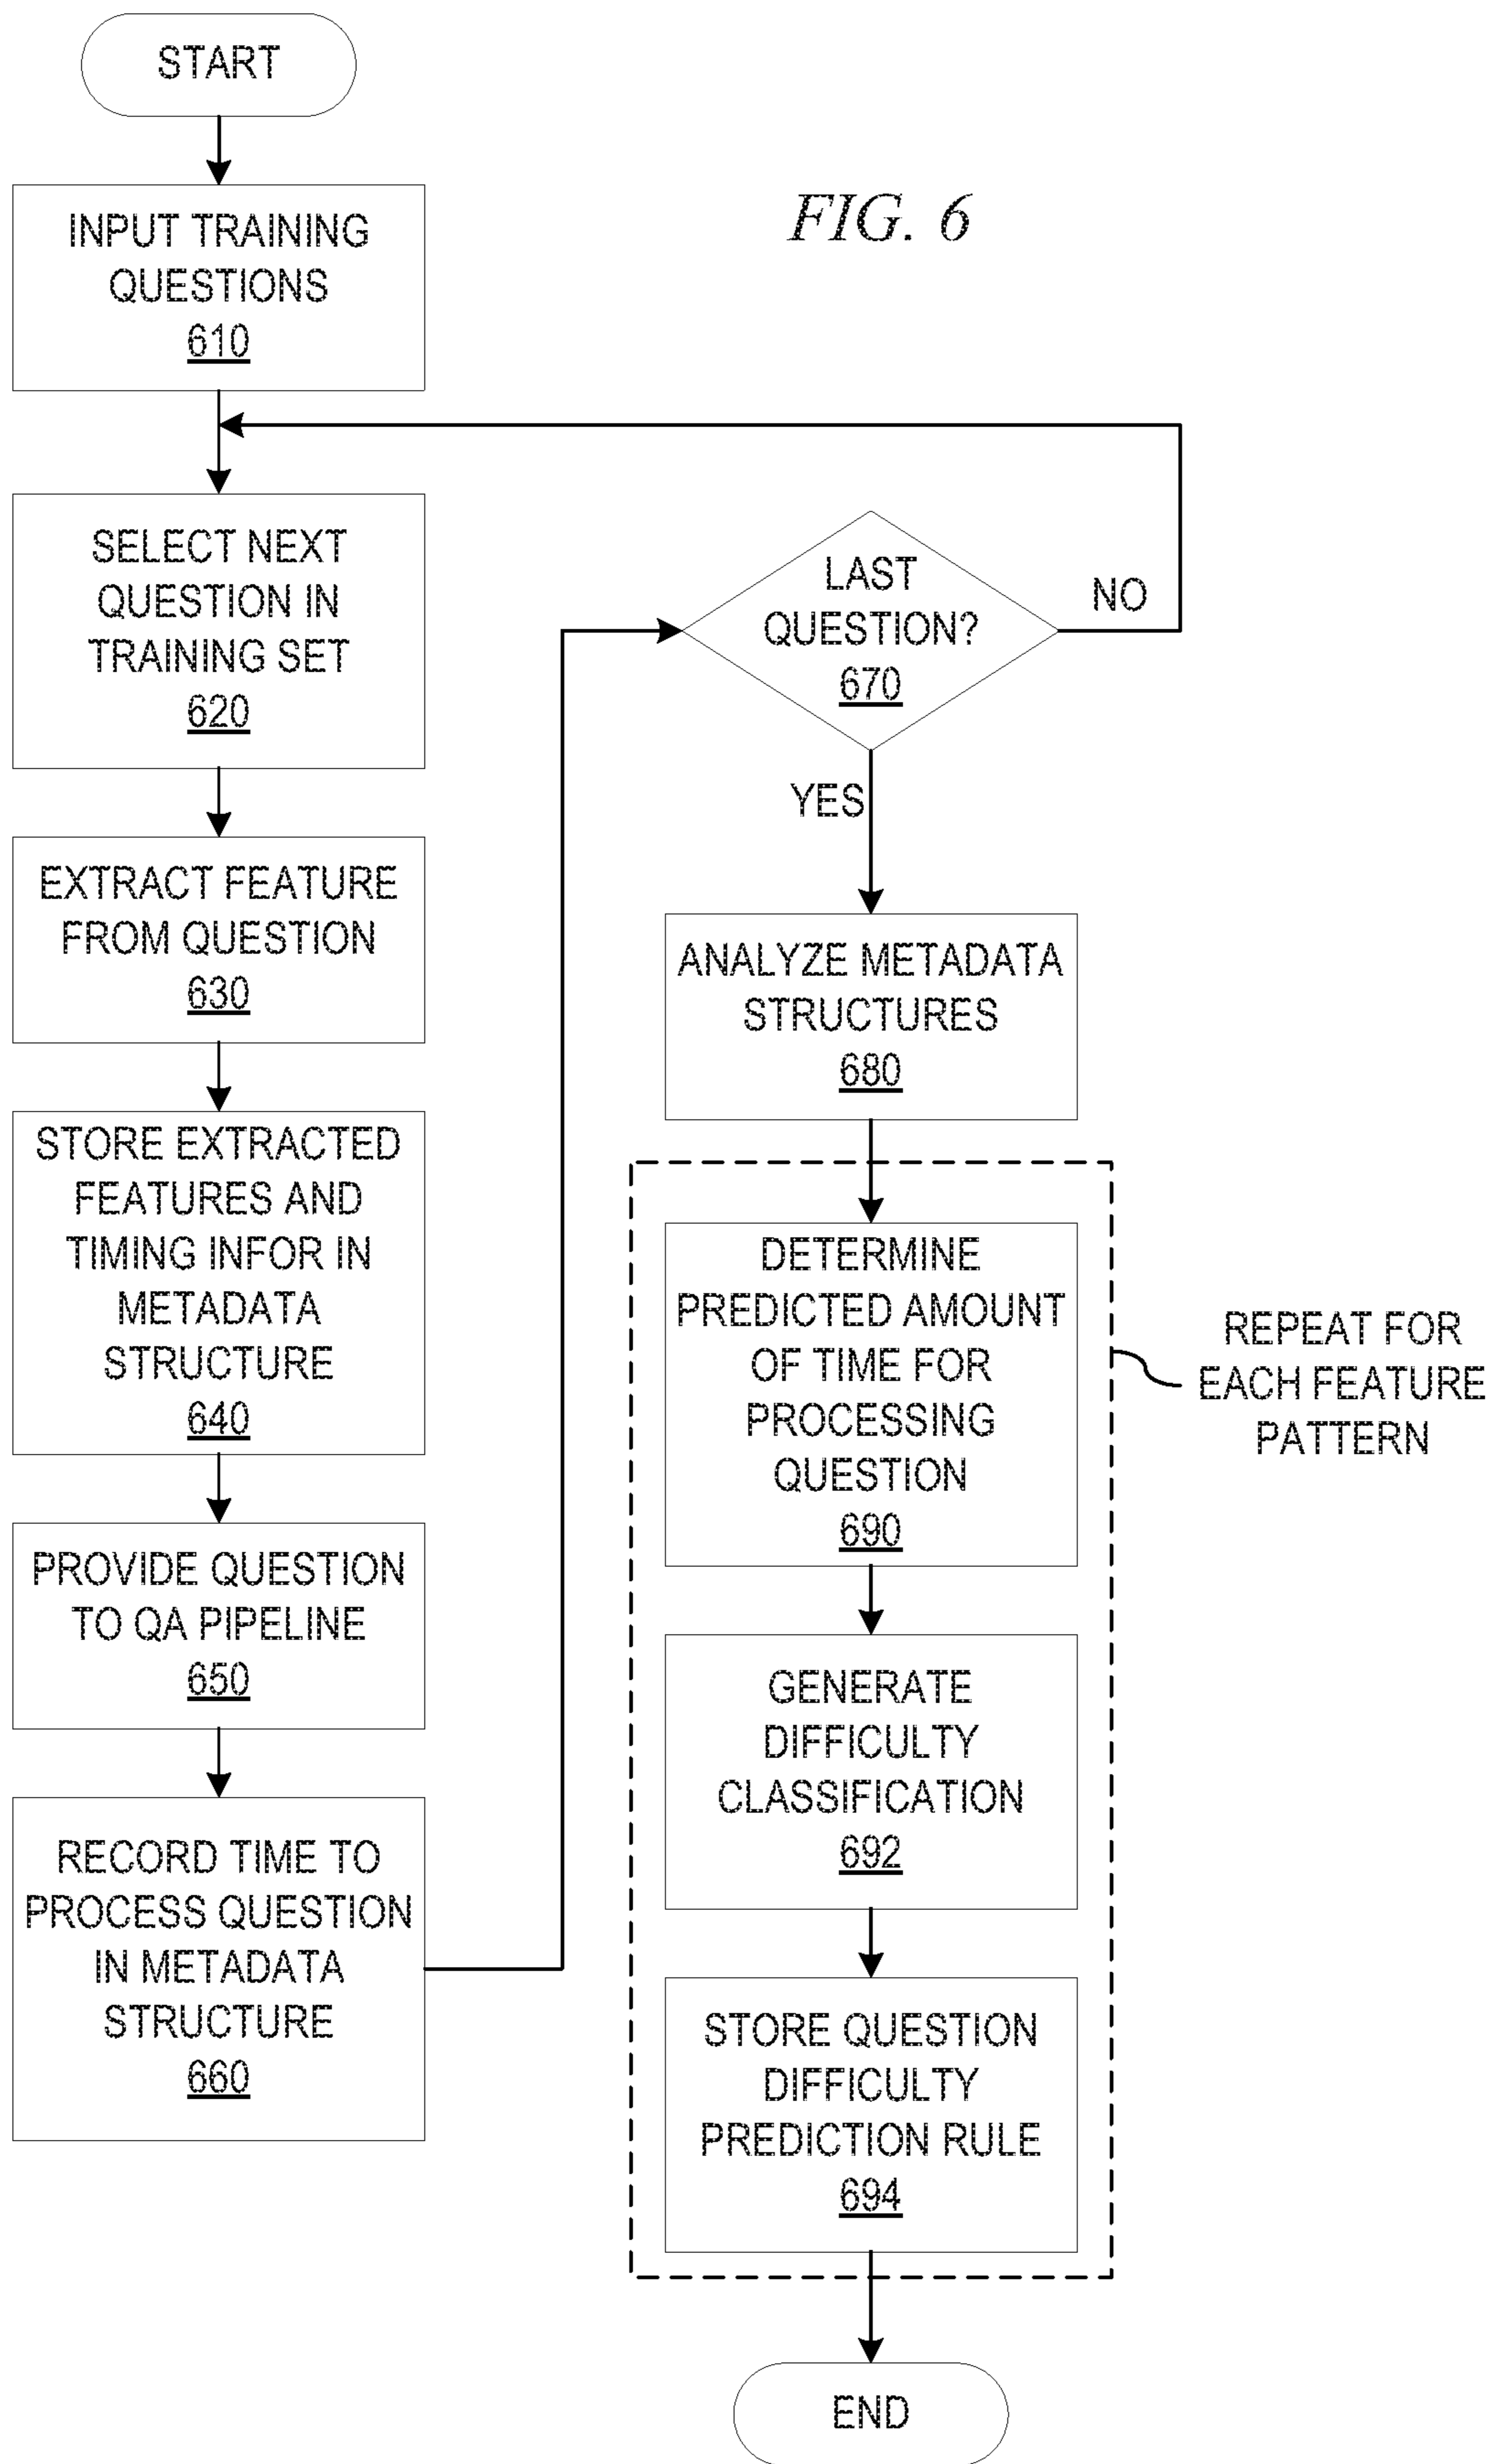 START
FIG. 6
INPUT TRAINING
QUESTIONS
610
SELECT NEXT
QUESTION IN
TRAINING SET
620
EXTRACT FEATURE
FROM QUESTION
630
STORE EXTRACTED
FEATURES AND
TIMING INFOR IN
METADATA
STRUCTURE
640
PROVIDE QUESTION
TO QA PIPELINE
650
RECORD TIME TO
PROCESS QUESTION
IN METADATA
STRUCTURE
660
LAST
QUESTION?
670
NO
YES
ANALYZE METADATA
STRUCTURES
680
DETERMINE
PREDICTED AMOUNT
OF TIME FOR
PROCESSING
QUESTION
690
REPEAT FOR
EACH FEATURE
PATTERN
GENERATE
DIFFICULTY
CLASSIFICATION
692
STORE QUESTION
DIFFICULTY
PREDICTION RULE
694
END